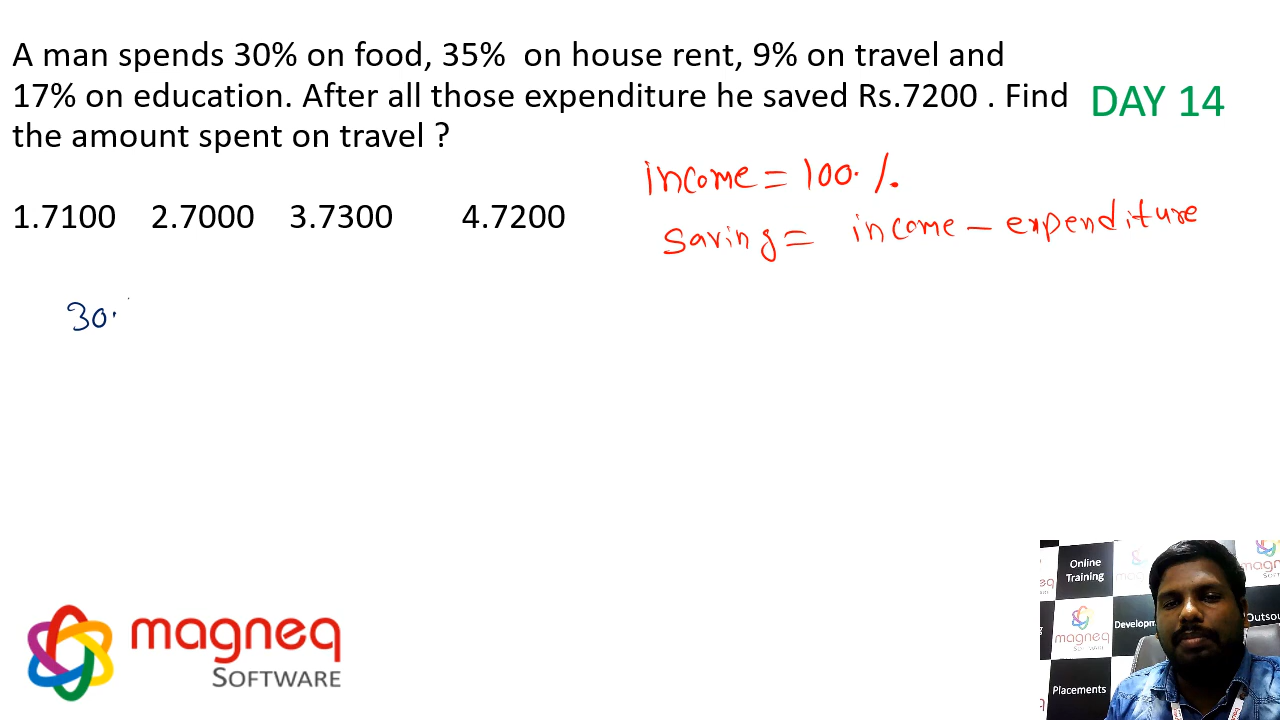 A man spends 30% on food, 35% on house rent, 9% on travel and
17% on education. After all those expenditure he saved Rs.7200 . Find
the amount spent on travel ?
DAY 14
income = 100%.
1.7100 2.7000 3.7300 4.7200
saving = income - expenditure
30.
Online
Training
Developm
Outsou
magneq
Placements
magneq
SOFTWARE